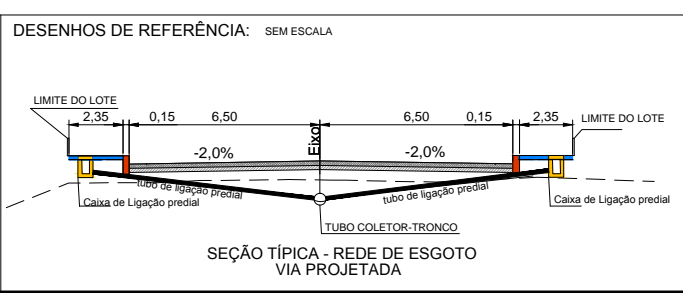 DESENHOS DE REFERÊNCIA: SEM ESCALA
LIMITE DO LOTE
2,35 0,15 6,50 6,50 0,15 2,35
LIMITE DO LOTE
Eixo
-2,0% -2,0%
tubo de ligação predial
tubo de ligação predial
Caixa de Ligação predial
Caixa de Ligação predial
TUBO COLETOR-TRONCO
SEÇÃO TÍPICA - REDE DE ESGOTO
VIA PROJETADA